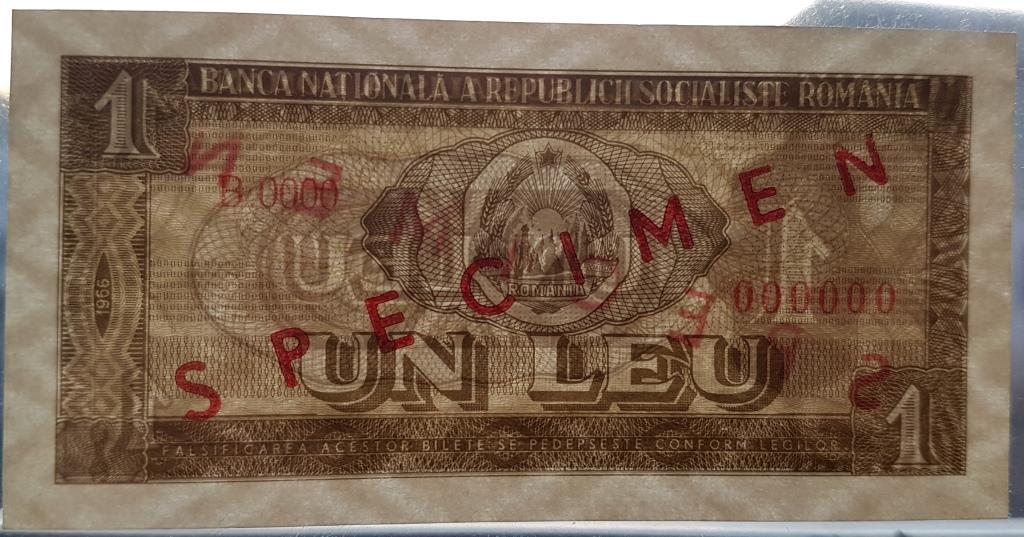 1
BANCA NAȚIONALĂ A REPUBLICII SOCIALISTE ROMÂNIA
B.0000
SPECIMEN
ROMANIA
1966
000000
UN LEU
1
FALSIFICAREA ACESTOR BILETE SE PEDEPSEȘTE CONFORM LEGILOR